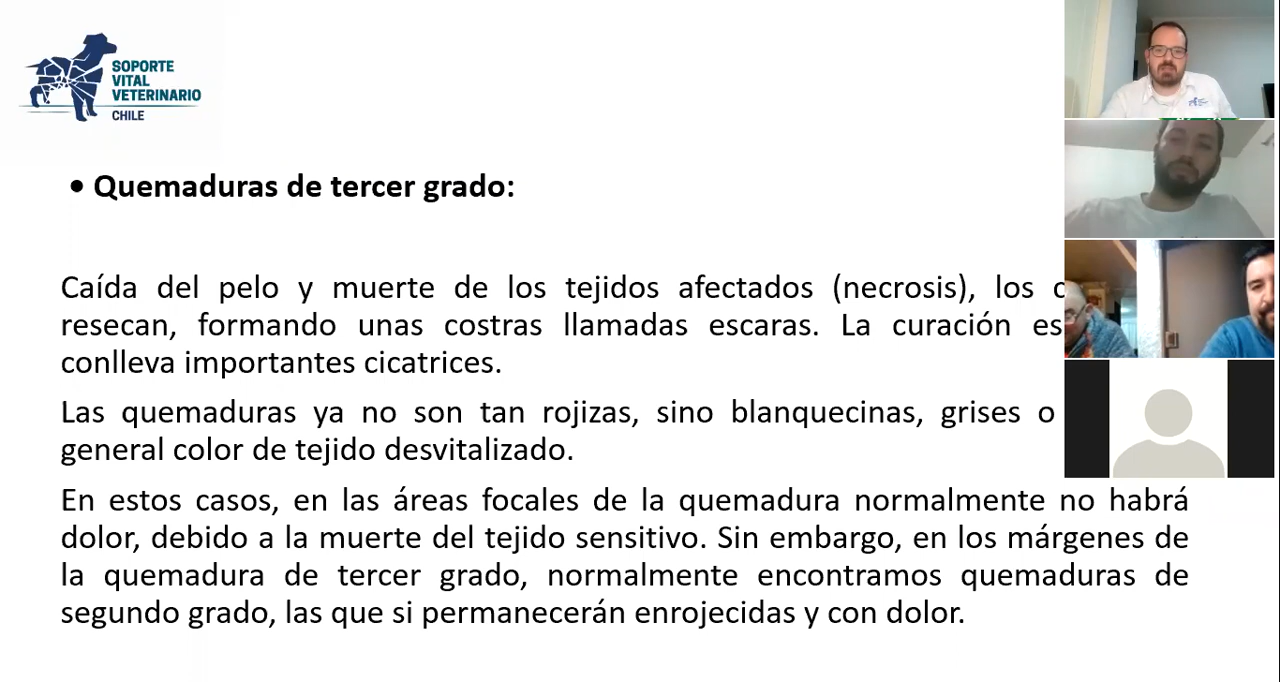 SOPORTE
VITAL
VETERINARIO
CHILE
• Quemaduras de tercer grado:
Caída del pelo y muerte de los tejidos afectados (necrosis), los
resecan, formando unas costras llamadas escaras. La curación es
conlleva importantes cicatrices.
Las quemaduras ya no son tan rojizas, sino blanquecinas, grises o
general color de tejido desvitalizado.
En estos casos, en las áreas focales de la quemadura normalmente no habrá
dolor, debido a la muerte del tejido sensitivo. Sin embargo, en los márgenes de
la quemadura de tercer grado, normalmente encontramos quemaduras de
segundo grado, las que si permanecerán enrojecidas y con dolor.